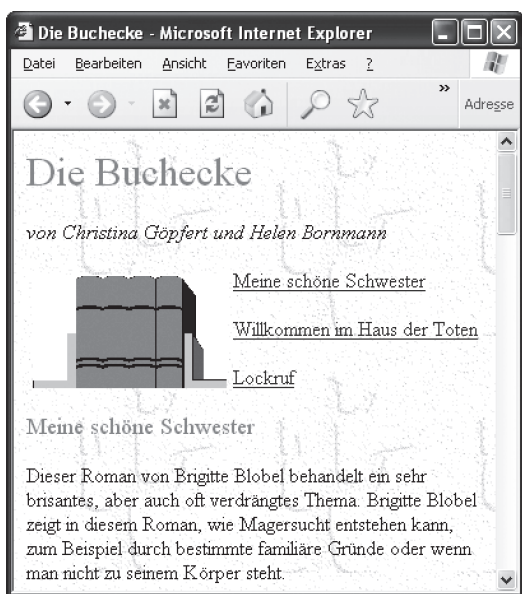 Die Buchecke - Microsoft Internet Explorer
Datei Bearbeiten Ansicht Favoriten Extras ?
» Adresse
Die Buchecke
von Christina Göpfert und Helen Bornmann
Meine schöne Schwester
Willkommen im Haus der Toten
Lockruf
Meine schöne Schwester
Dieser Roman von Brigitte Blobel behandelt ein sehr
brisantes, aber auch oft verdrängtes Thema. Brigitte Blobel
zeigt in diesem Roman, wie Magersucht entstehen kann,
zum Beispiel durch bestimmte familiäre Gründe oder wenn
man nicht zu seinem Körper steht.